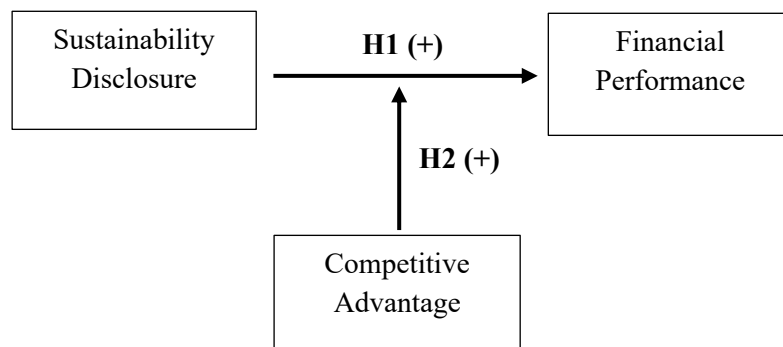 Sustainability
Disclosure
H1 (+)
Financial
Performance
H2 (+)
Competitive
Advantage